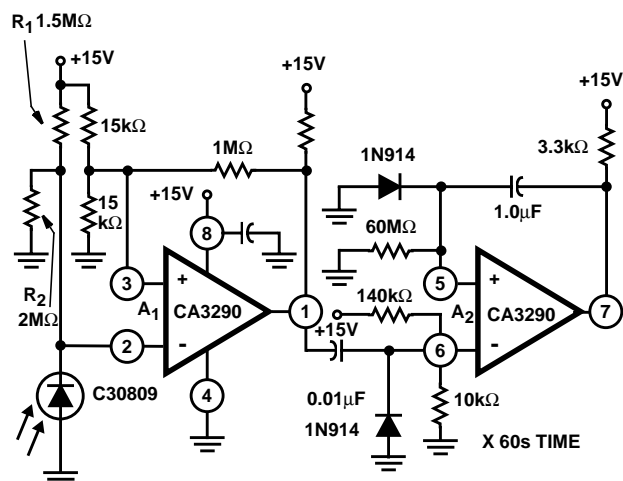 R1 1.5MΩ
+15V
15kΩ
15
kΩ
R2
2MΩ
1MΩ
+15V
8
3
+
A1
CA3290
2
-
4
C30809
+15V
1
1N914
60MΩ
140kΩ
+15V
0.01μF
1N914
10kΩ
1.0μF
+15V
3.3kΩ
5
+
A2
CA3290
6
-
7
X 60s TIME